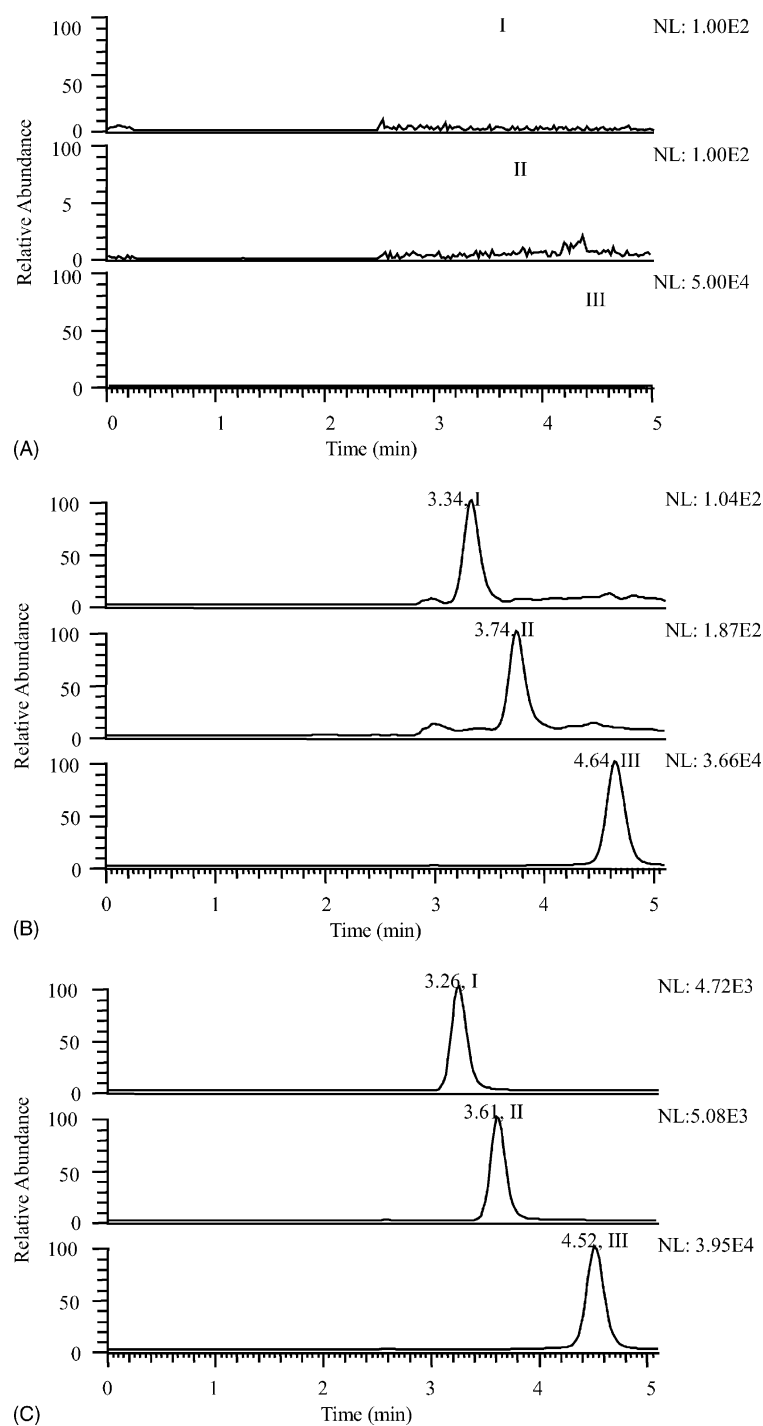 100
I
NL: 1.00E2
50
0
100
NL: 1.00E2
II
5
0
100
NL: 5.00E4
III
50
0
Relative Abundance
0 1 2 3 4 5
Time (min)
(A)
100
3.34, I
NL: 1.04E2
50
0
100
3.74, II
NL: 1.87E2
50
0
100
4.64, III
NL: 3.66E4
50
0
Relative Abundance
0 1 2 3 4 5
Time (min)
(B)
100
3.26, I
NL: 4.72E3
50
0
100
3.61, II
NL:5.08E3
50
0
100
4.52, III
NL: 3.95E4
50
0
Relative Abundance
0 1 2 3 4 5
Time (min)
(C)